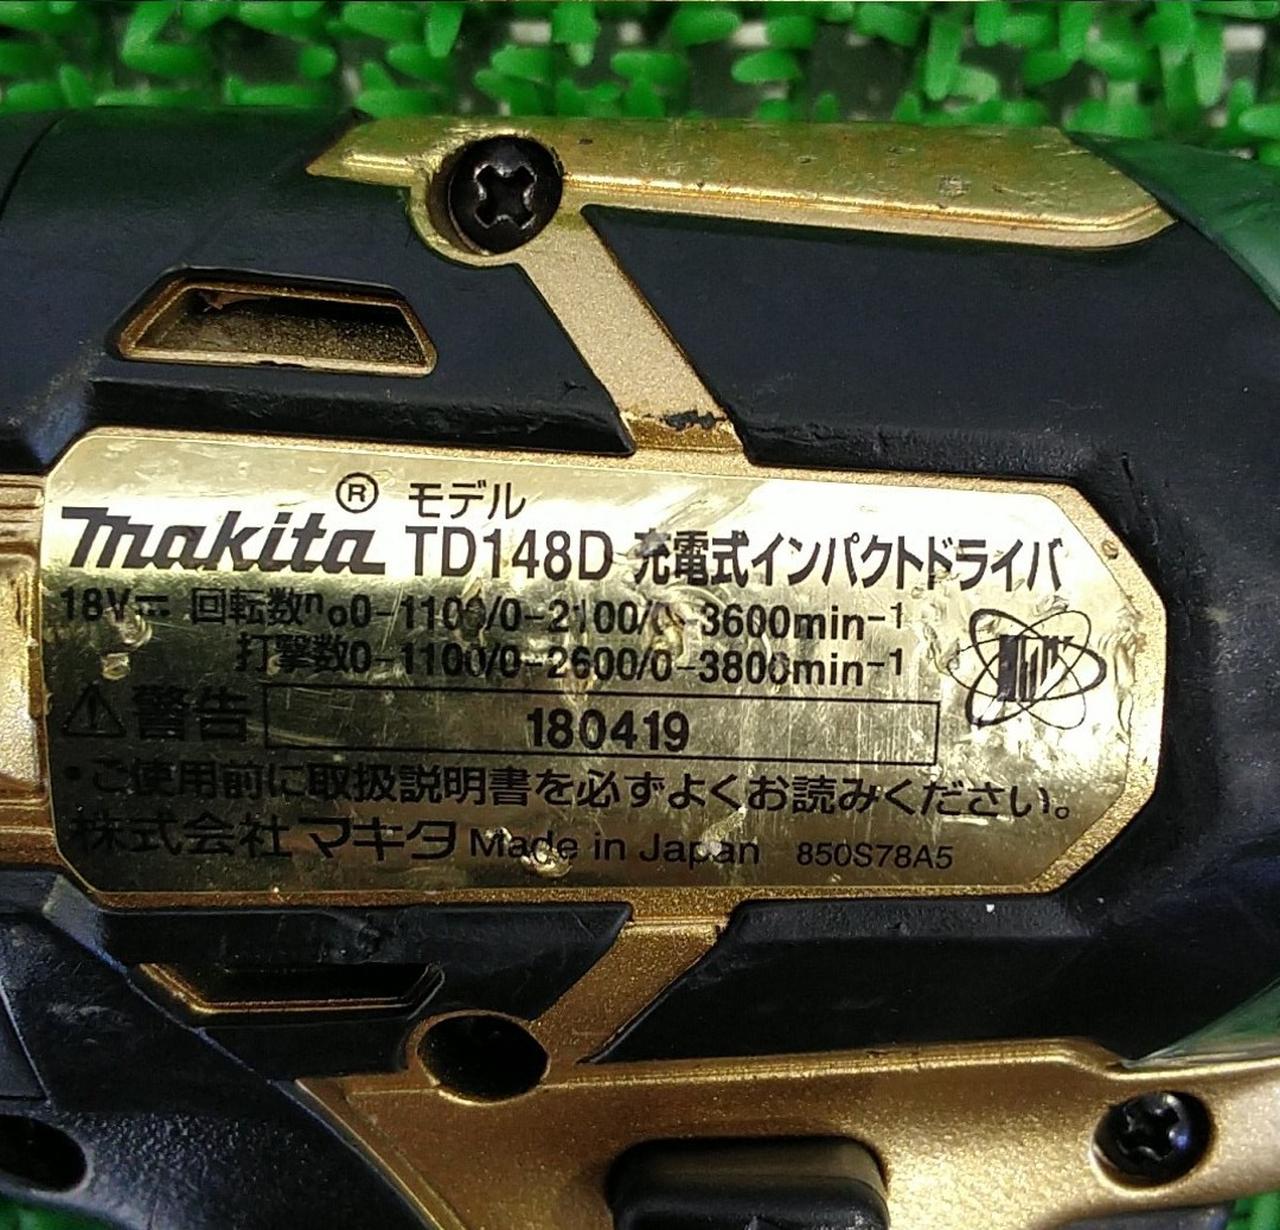 makita® モデル TD148D 充電式インパクトドライバ
18V⎓ 回転数n₀0-1100/0-2100/0-3600min⁻¹
打撃数0-1100/0-2600/0-3800min⁻¹
⚠警告 180419
・ご使用前に取扱説明書を必ずよくお読みください。
株式会社マキタ Made in Japan 850S78A5